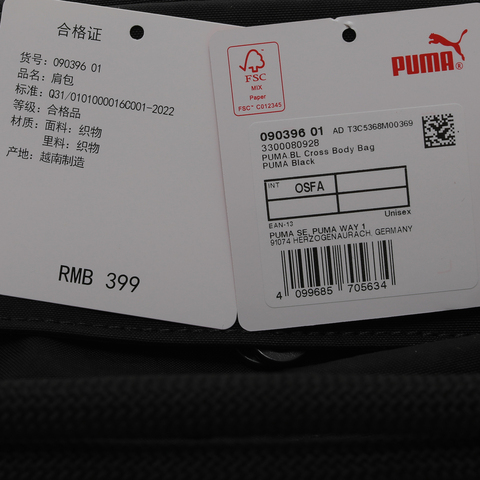 合格证
货号：090396 01
品名：肩包
标准：Q31/0101000016C001-2022
等级：合格品
材质：面料：织物
里料：织物
产地：越南制造
RMB 399
FSC
MIX
Paper
FSC™ C012345
PUMA®
090396 01 AD T3C5368M00369
3300080928
PUMA BL Cross Body Bag
PUMA Black
INT OSFA
EAN-13 Unisex
PUMA SE, PUMA WAY 1
91074 HERZOGENAURACH, GERMANY
4 099685 705634